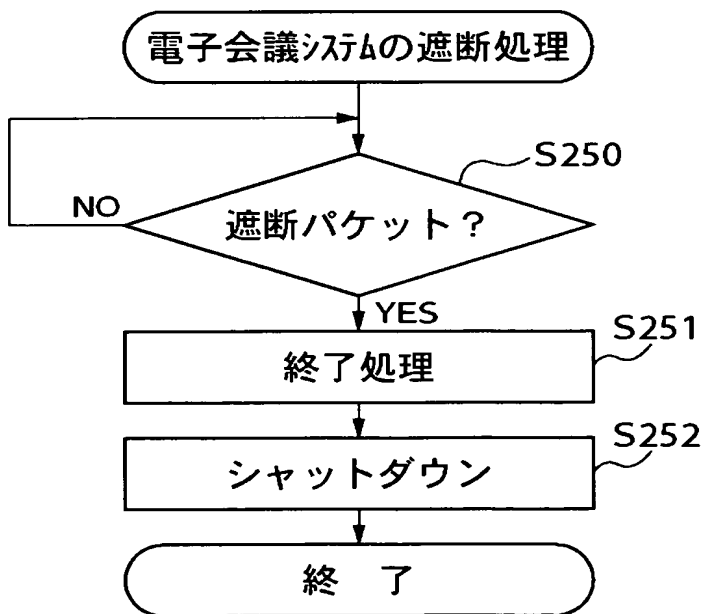 電子会議ｼｽﾃﾑの遮断処理
S250
NO
遮断パケット？
YES
S251
終了処理
S252
シャットダウン
終 了